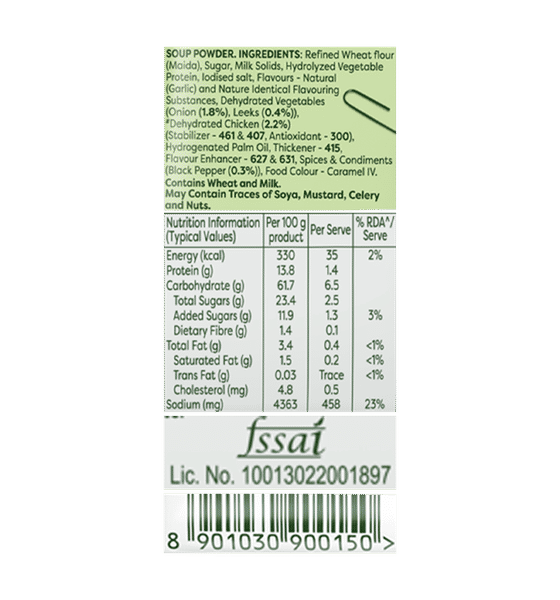 SOUP POWDER. INGREDIENTS: Refined Wheat flour
(Maida), Sugar, Milk Solids, Hydrolyzed Vegetable
Protein, Iodised salt, Flavours - Natural
(Garlic) and Nature Identical Flavouring
Substances, Dehydrated Vegetables
(Onion (1.8%), Leeks (0.4%)),
*Dehydrated Chicken (2.2%)
(Stabilizer - 461 & 407, Antioxidant - 300),
Hydrogenated Palm Oil, Thickener - 415,
Flavour Enhancer - 627 & 631, Spices & Condiments
(Black Pepper (0.3%)), Food Colour - Caramel IV.
Contains Wheat and Milk.
May Contain Traces of Soya, Mustard, Celery
and Nuts.
Nutrition Information (Typical Values) Per 100 g product Per Serve % RDA^/ Serve
Energy (kcal) 330 35 2%
Protein (g) 13.8 1.4
Carbohydrate (g) 61.7 6.5
Total Sugars (g) 23.4 2.5
Added Sugars (g) 11.9 1.3 3%
Dietary Fibre (g) 1.4 0.1
Total Fat (g) 3.4 0.4 <1%
Saturated Fat (g) 1.5 0.2 <1%
Trans Fat (g) 0.03 Trace <1%
Cholesterol (mg) 4.8 0.5
Sodium (mg) 4363 458 23%
fssai
Lic. No. 10013022001897
8 901030 900150 >